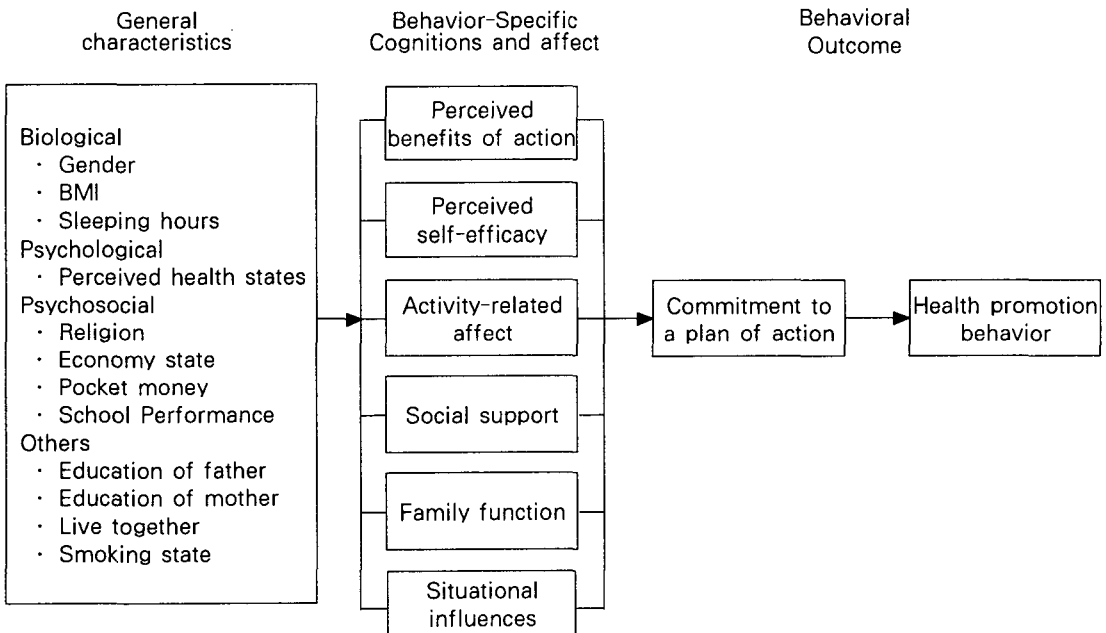 General
characteristics
Behavior-Specific
Cognitions and affect
Behavioral
Outcome
Biological
· Gender
· BMI
· Sleeping hours
Psychological
· Perceived health states
Psychosocial
· Religion
· Economy state
· Pocket money
· School Performance
Others
· Education of father
· Education of mother
· Live together
· Smoking state
Perceived
benefits of action
Perceived
self-efficacy
Activity-related
affect
Social support
Family function
Situational
influences
Commitment to
a plan of action
Health promotion
behavior